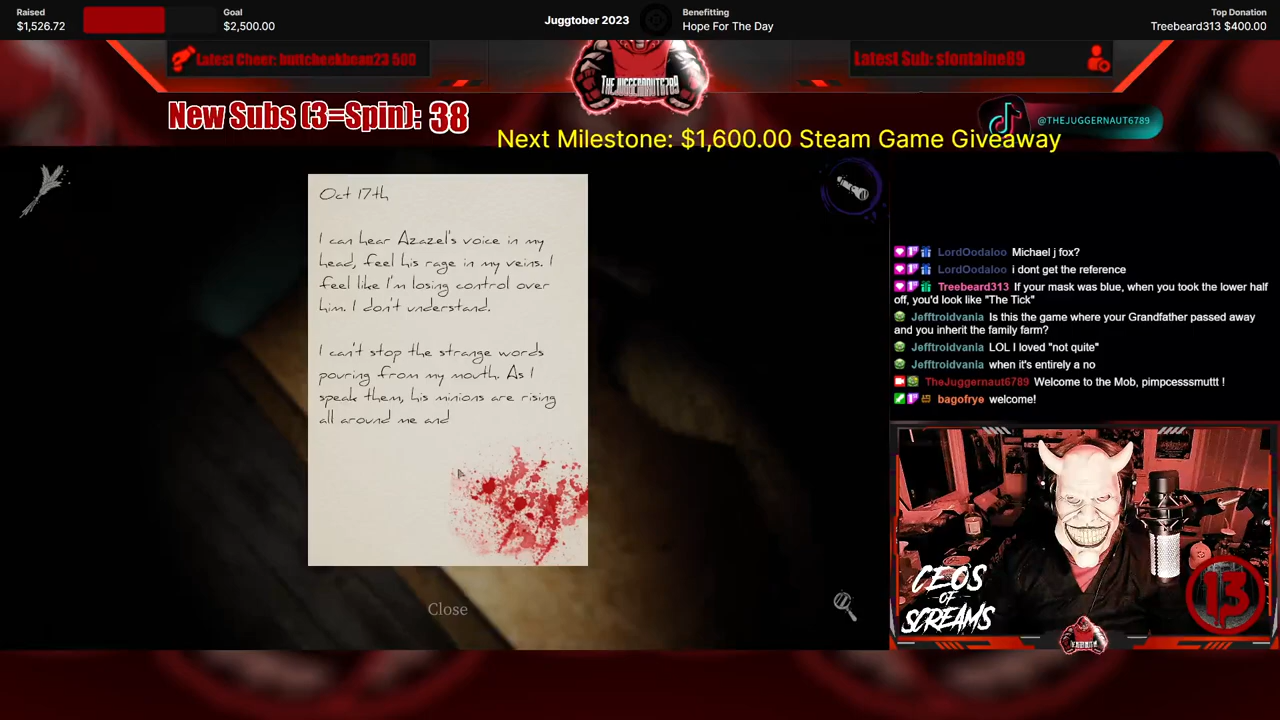 Raised
$1,526.72
Goal
$2,500.00
Juggtober 2023
Benefitting
Hope For The Day
Top Donation
Treebeard313 $400.00
Latest Cheer: buttcheekbean23 500
THEJUGGERNAUT6789
Latest Sub: sfontaine89
New Subs (3=Spin): 38
@THEJUGGERNAUT6789
Next Milestone: $1,600.00 Steam Game Giveaway
Oct 17th
I can hear Azazel's voice in my
head, feel his rage in my veins. I
feel like I'm losing control over
him. I don't understand.
I can't stop the strange words
pouring from my mouth. As I
speak them, his minions are rising
all around me and
Close
LordOodaloo Michael j fox?
LordOodaloo i dont get the reference
Treebeard313 If your mask was blue, when you took the lower half
off, you'd look like "The Tick"
Jefftroldvania Is this the game where your Grandfather passed away
and you inherit the family farm?
Jefftroldvania LOL I loved "not quite"
Jefftroldvania when it's entirely a no
TheJuggernaut6789 Welcome to the Mob, pimpcesssmuttt !
bagofrye welcome!
CEOS
OF
SCREAMS
13